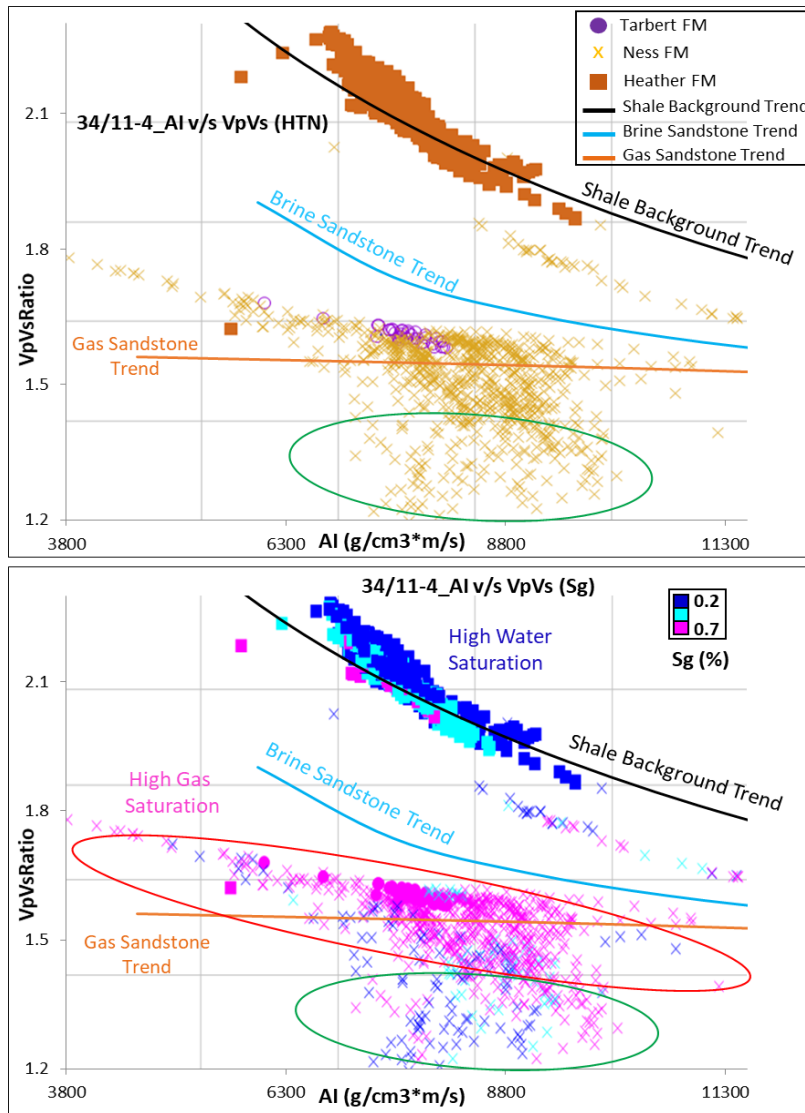 Tarbert FM
Ness FM
Heather FM
Shale Background Trend
Brine Sandstone Trend
Gas Sandstone Trend
34/11-4_AI v/s VpVs (HTN)
Shale Background
Trend
Brine Sandstone Trend
Gas Sandstone
Trend
VpVsRatio
2.1
1.8
1.5
1.2
3800
6300
8800
11300
AI (g/cm3*m/s)
34/11-4_AI v/s VpVs (Sg)
0.2
0.7
Sg (%)
High Water
Saturation
Shale Background
Trend
Brine Sandstone Trend
High Gas
Saturation
Gas Sandstone
Trend
VpVsRatio
2.1
1.8
1.5
1.2
3800
6300
8800
11300
AI (g/cm3*m/s)